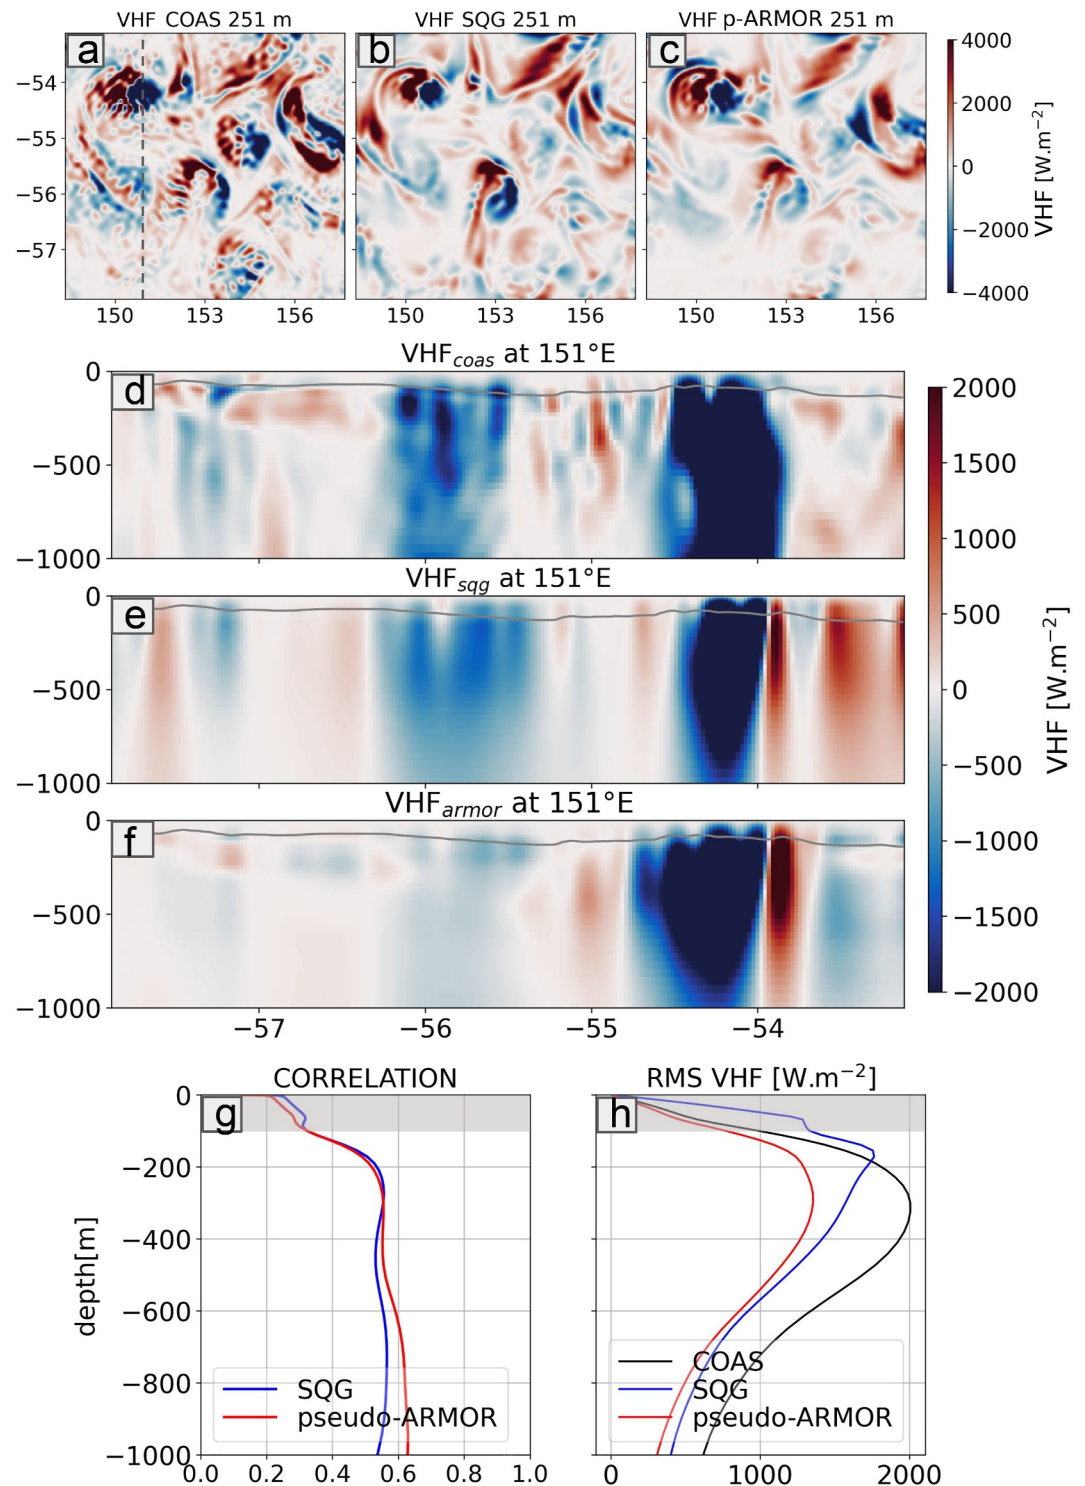 VHF COAS 251 m
VHF SQG 251 m
VHF p-ARMOR 251 m
a
b
c
−54
−55
−56
−57
150
153
156
150
153
156
150
153
156
4000
2000
0
−2000
−4000
VHF [W.m⁻²]
VHF_coas at 151°E
d
0
−500
−1000
VHF_sqg at 151°E
e
0
−500
−1000
VHF_armor at 151°E
f
0
−500
−1000
−57
−56
−55
−54
2000
1500
1000
500
0
−500
−1000
−1500
−2000
VHF [W.m⁻²]
CORRELATION
g
0
−200
−400
−600
−800
−1000
depth[m]
SQG
pseudo-ARMOR
0.0
0.2
0.4
0.6
0.8
1.0
RMS VHF [W.m⁻²]
h
COAS
SQG
pseudo-ARMOR
0
1000
2000